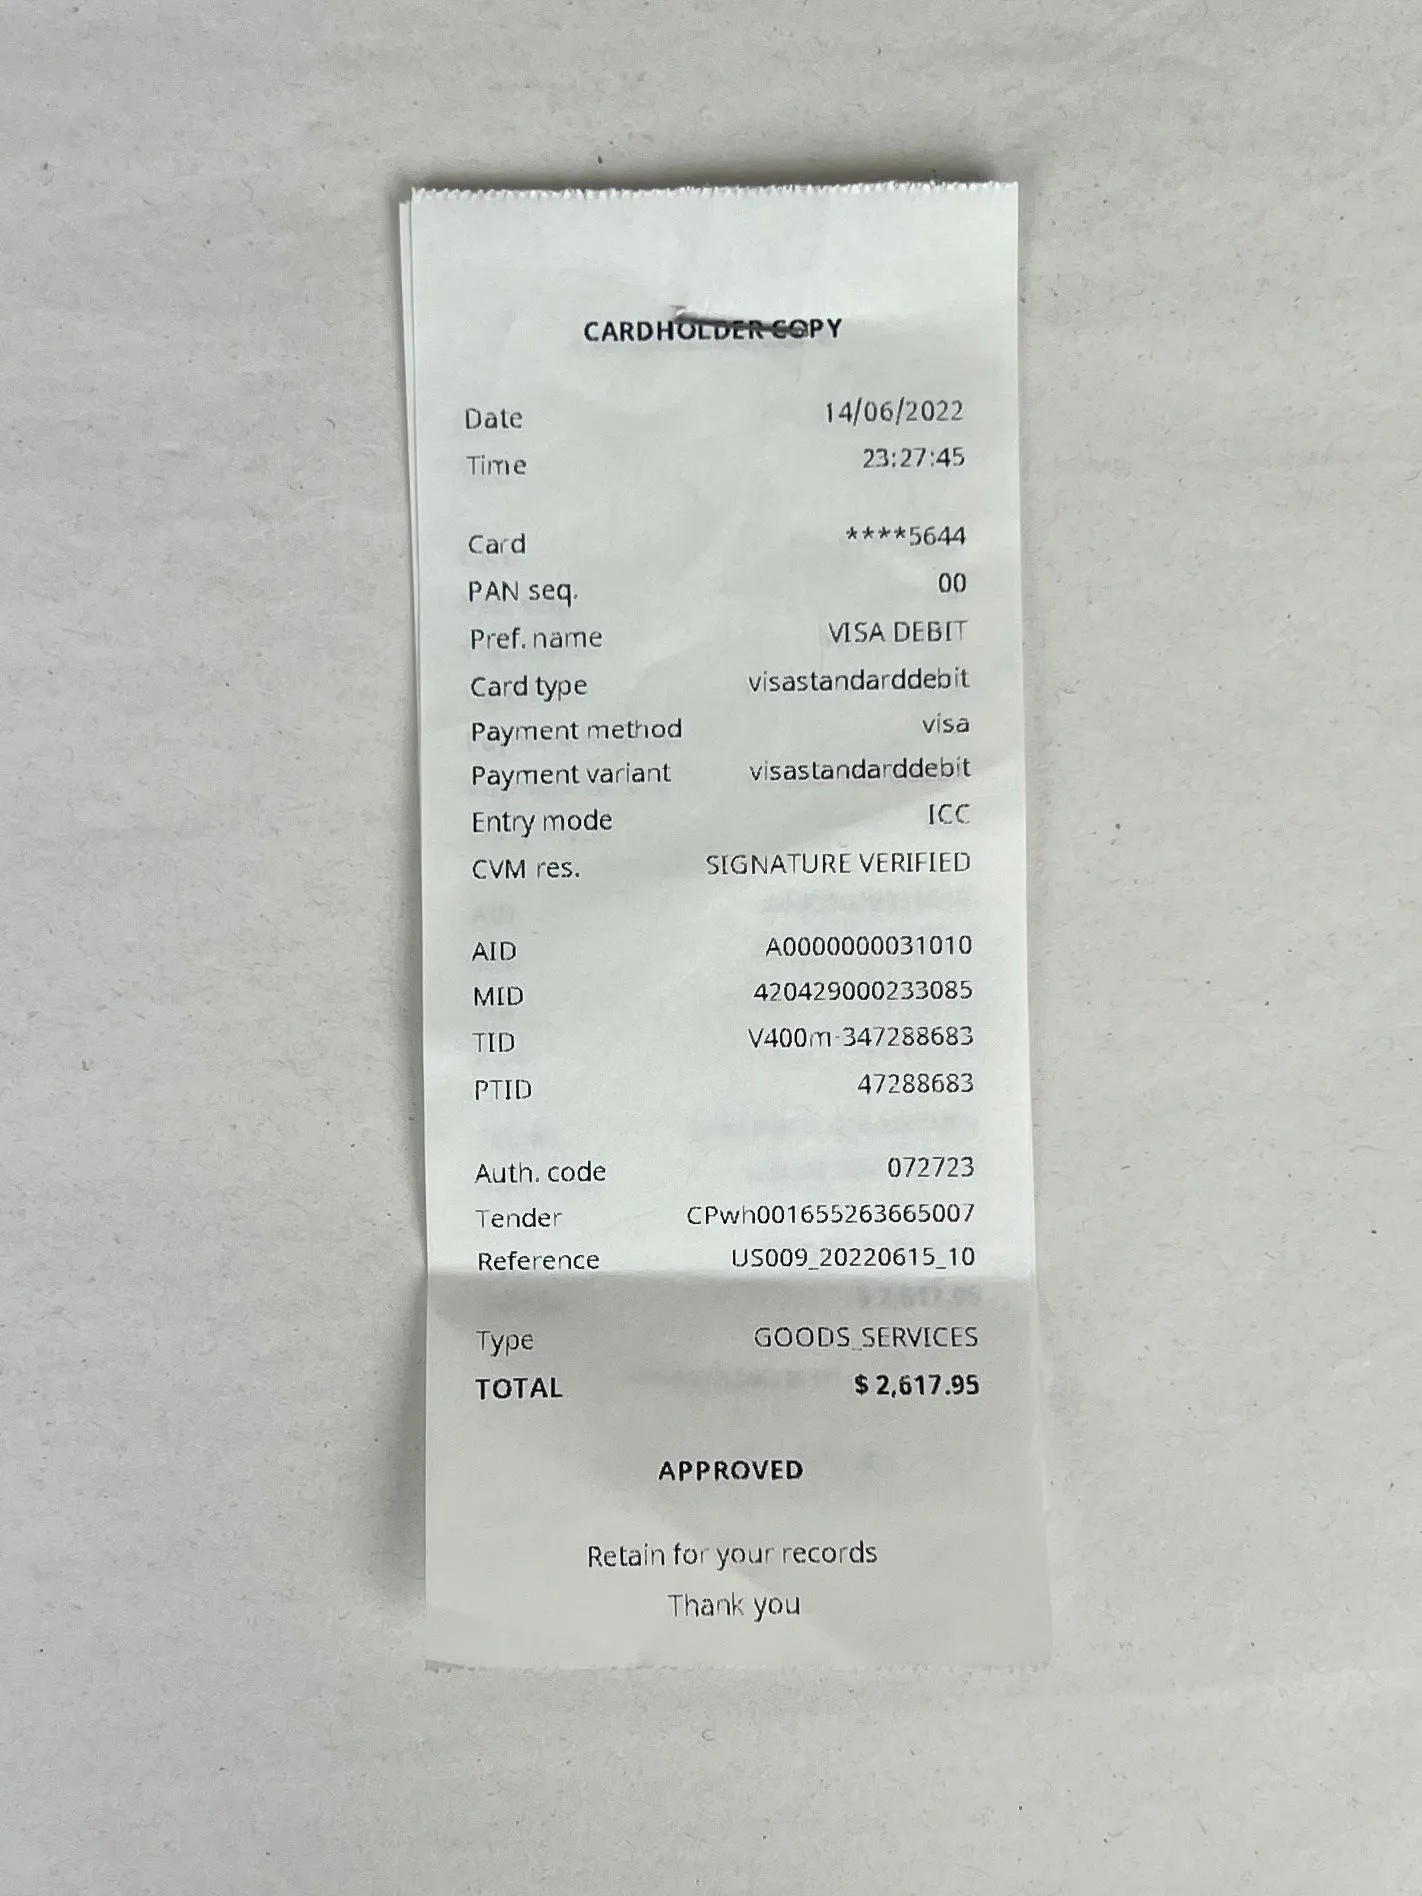 CARDHOLDER COPY
Date 14/06/2022
Time 23:27:45
Card ****5644
PAN seq. 00
Pref. name VISA DEBIT
Card type visastandarddebit
Payment method visa
Payment variant visastandarddebit
Entry mode ICC
CVM res. SIGNATURE VERIFIED
AID A0000000031010
MID 420429000233085
TID V400m-347288683
PTID 47288683
Auth. code 072723
Tender CPwh001655263665007
Reference US009_20220615_10
Type GOODS_SERVICES
TOTAL $ 2,617.95
APPROVED
Retain for your records
Thank you